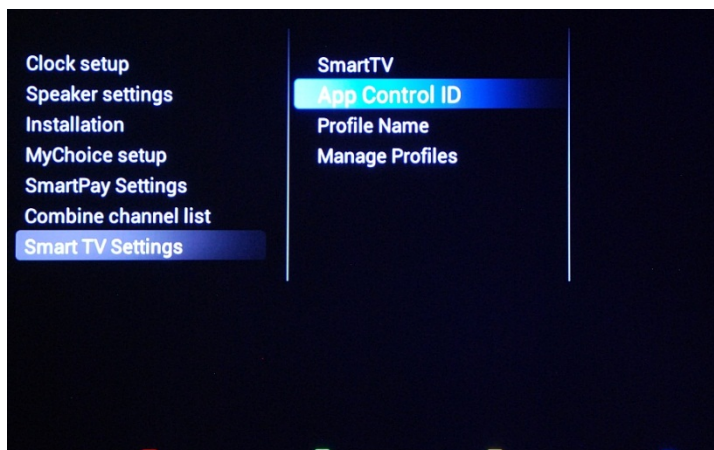 Clock setup
Speaker settings
Installation
MyChoice setup
SmartPay Settings
Combine channel list
Smart TV Settings
SmartTV
App Control ID
Profile Name
Manage Profiles